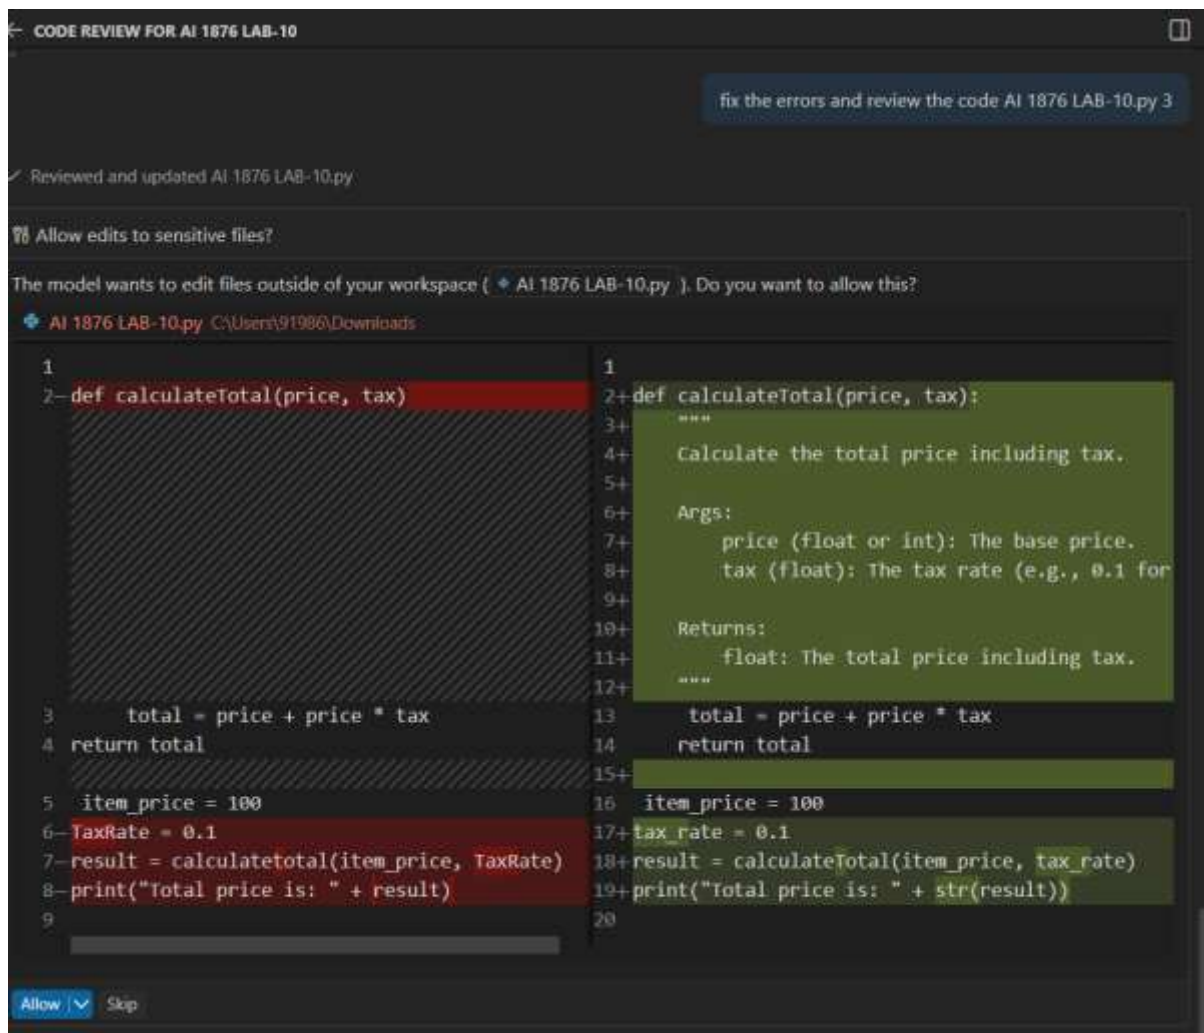 ← CODE REVIEW FOR AI 1876 LAB-10
fix the errors and review the code AI 1876 LAB-10.py 3
✓ Reviewed and updated AI 1876 LAB-10.py
Allow edits to sensitive files?
The model wants to edit files outside of your workspace ( AI 1876 LAB-10.py ). Do you want to allow this?
AI 1876 LAB-10.py C:\Users\91986\Downloads
1
2- def calculateTotal(price, tax)
3 total = price + price * tax
4 return total
5 item_price = 100
6- TaxRate = 0.1
7- result = calculatetotal(item_price, TaxRate)
8- print("Total price is: " + result)
9
1
2+ def calculateTotal(price, tax):
3+ """
4+ Calculate the total price including tax.
5+
6+ Args:
7+ price (float or int): The base price.
8+ tax (float): The tax rate (e.g., 0.1 for
9+
10+ Returns:
11+ float: The total price including tax.
12+ """
13 total = price + price * tax
14 return total
15+
16 item_price = 100
17+ tax_rate = 0.1
18+ result = calculateTotal(item_price, tax_rate)
19+ print("Total price is: " + str(result))
20
Allow Skip